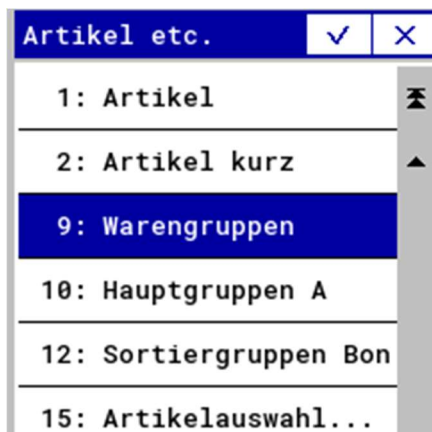 Artikel etc.
1: Artikel
2: Artikel kurz
9: Warengruppen
10: Hauptgruppen A
12: Sortiergruppen Bon
15: Artikelauswahl...